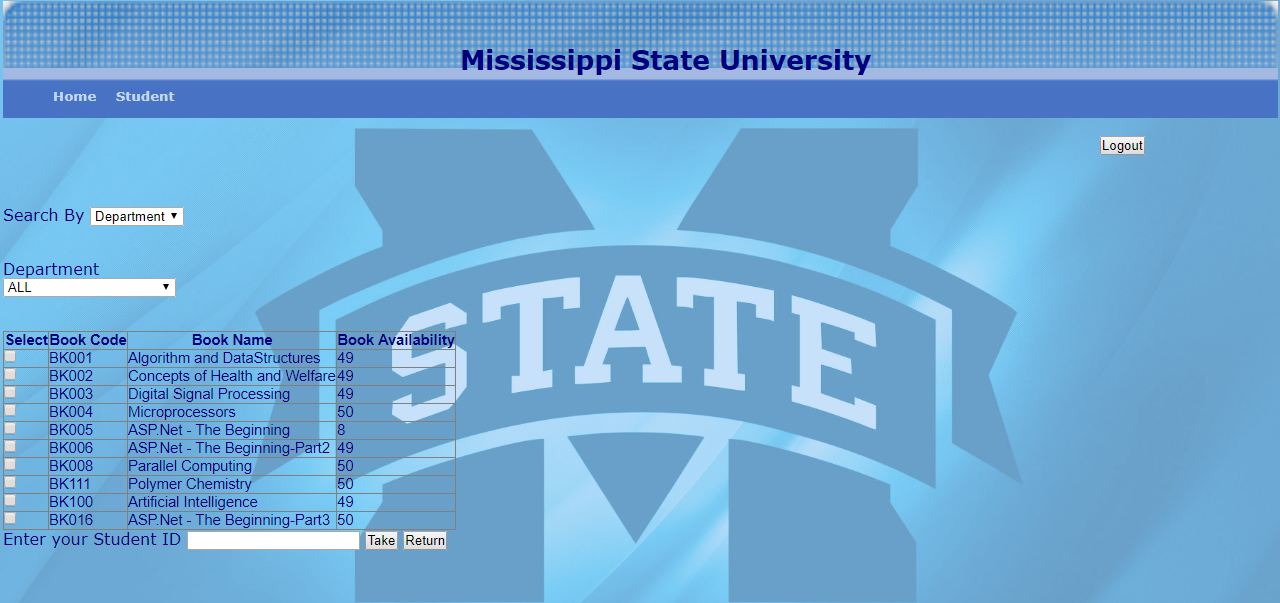 Mississippi State University
Home Student
Logout
Search By Department
Department
ALL
STATE
Select Book Code Book Name Book Availability
BK001 Algorithm and DataStructures 49
BK002 Concepts of Health and Welfare 49
BK003 Digital Signal Processing 49
BK004 Microprocessors 50
BK005 ASP.Net - The Beginning 8
BK006 ASP.Net - The Beginning-Part2 49
BK008 Parallel Computing 50
BK111 Polymer Chemistry 50
BK100 Artificial Intelligence 49
BK016 ASP.Net - The Beginning-Part3 50
Enter your Student ID Take Return